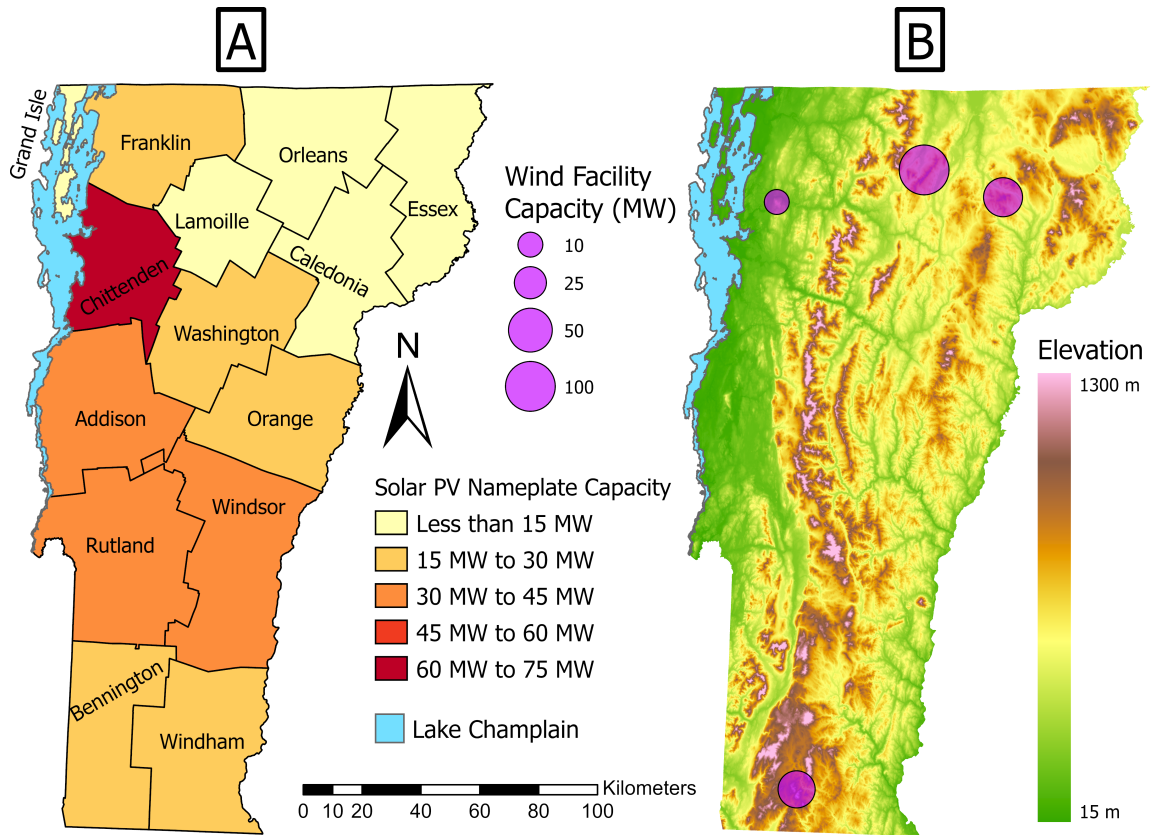 A
B
Grand Isle
Franklin
Orleans
Essex
Lamoille
Caledonia
Chittenden
Washington
Addison
Orange
Windsor
Rutland
Bennington
Windham
Wind Facility
Capacity (MW)
10
25
50
100
N
Solar PV Nameplate Capacity
Less than 15 MW
15 MW to 30 MW
30 MW to 45 MW
45 MW to 60 MW
60 MW to 75 MW
Lake Champlain
Kilometers
0 10 20 40 60 80 100
Elevation
1300 m
15 m